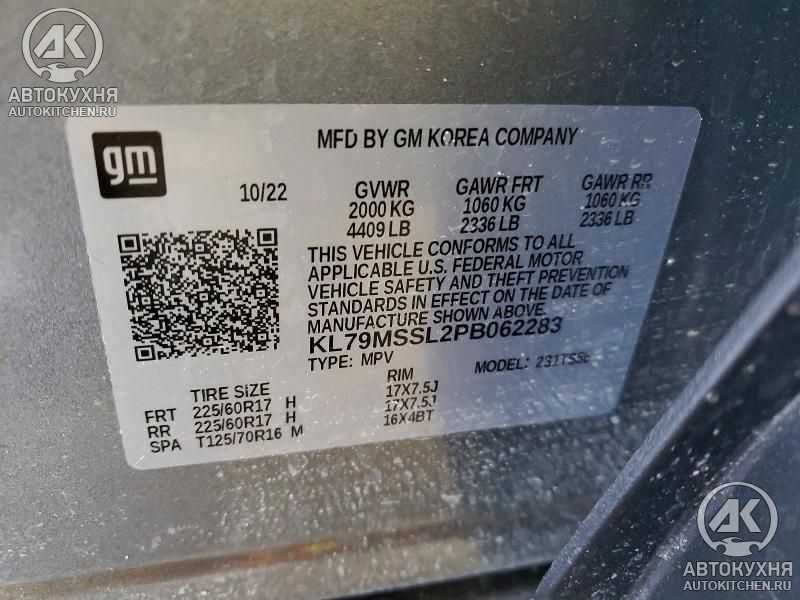 AK
АВТОКУХНЯ
AUTOKITCHEN.RU
gm
MFD BY GM KOREA COMPANY
10/22
GVWR GAWR FRT GAWR RR
2000 KG 1060 KG 1060 KG
4409 LB 2336 LB 2336 LB
THIS VEHICLE CONFORMS TO ALL
APPLICABLE U.S. FEDERAL MOTOR
VEHICLE SAFETY AND THEFT PREVENTION
STANDARDS IN EFFECT ON THE DATE OF
MANUFACTURE SHOWN ABOVE.
KL79MSSL2PB062283
TYPE: MPV MODEL: 231TS58
TIRE SIZE RIM
FRT 225/60R17 H 17X7.5J
RR 225/60R17 H 17X7.5J
SPA T125/70R16 M 16X4BT
AK
АВТОКУХНЯ
AUTOKITCHEN.RU